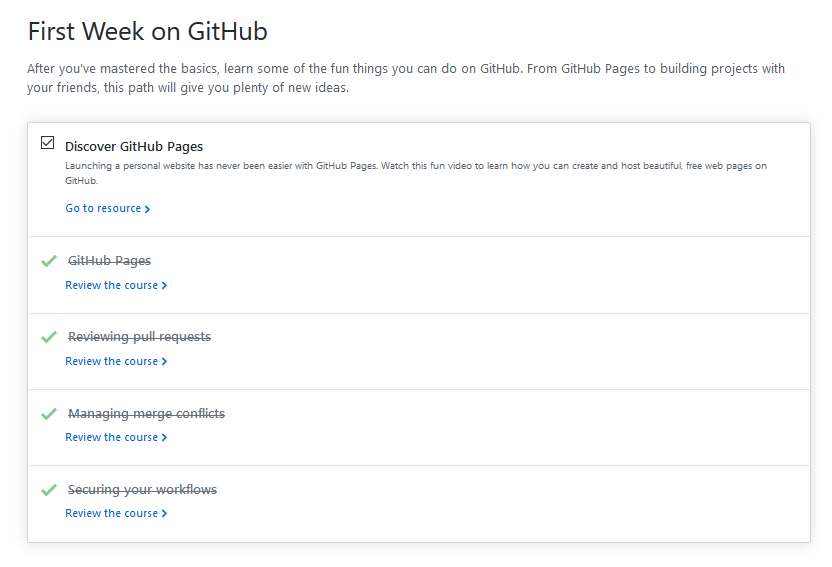 First Week on GitHub
After you've mastered the basics, learn some of the fun things you can do on GitHub. From GitHub Pages to building projects with
your friends, this path will give you plenty of new ideas.
Discover GitHub Pages
Launching a personal website has never been easier with GitHub Pages. Watch this fun video to learn how you can create and host beautiful, free web pages on
GitHub.
Go to resource
GitHub Pages
Review the course
Reviewing pull requests
Review the course
Managing merge conflicts
Review the course
Securing your workflows
Review the course